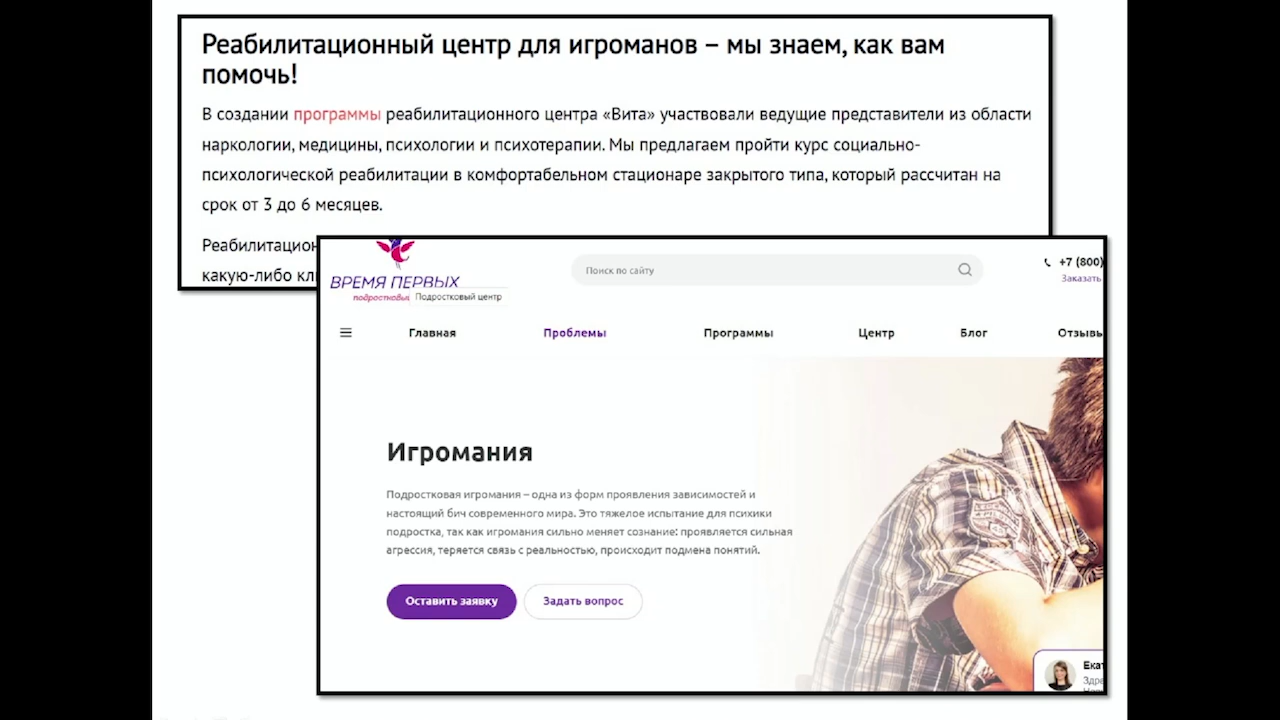 Реабилитационный центр для игроманов – мы знаем, как вам
помочь!
В создании программы реабилитационного центра «Вита» участвовали ведущие представители из области
наркологии, медицины, психологии и психотерапии. Мы предлагаем пройти курс социально-
психологической реабилитации в комфортабельном стационаре закрытого типа, который рассчитан на
срок от 3 до 6 месяцев.
Реабилитацион
какую-либо кл
ВРЕМЯ ПЕРВЫХ
подростковый
Подростковый центр
Поиск по сайту
+7 (800)
Заказать
Главная
Проблемы
Программы
Центр
Блог
Отзывы
Игромания
Подростковая игромания – одна из форм проявления зависимостей и
настоящий бич современного мира. Это тяжелое испытание для психики
подростка, так как игромания сильно меняет сознание: проявляется сильная
агрессия, теряется связь с реальностью, происходит подмена понятий.
Оставить заявку
Задать вопрос
Екат
Здре